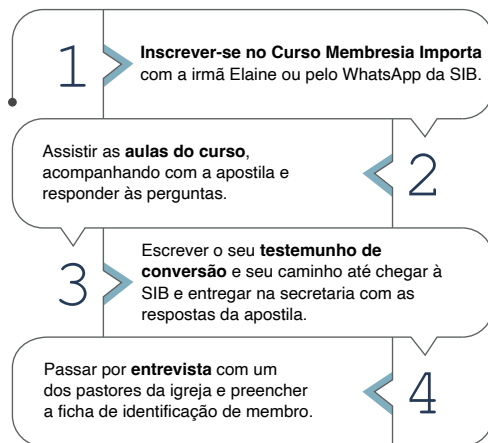 1
Inscrever-se no Curso Membresia Importa
com a irmã Elaine ou pelo WhatsApp da SIB.
2
Assistir as aulas do curso,
acompanhando com a apostila e
responder às perguntas.
3
Escrever o seu testemunho de
conversão e seu caminho até chegar à
SIB e entregar na secretaria com as
respostas da apostila.
4
Passar por entrevista com um
dos pastores da igreja e preencher
a ficha de identificação de membro.